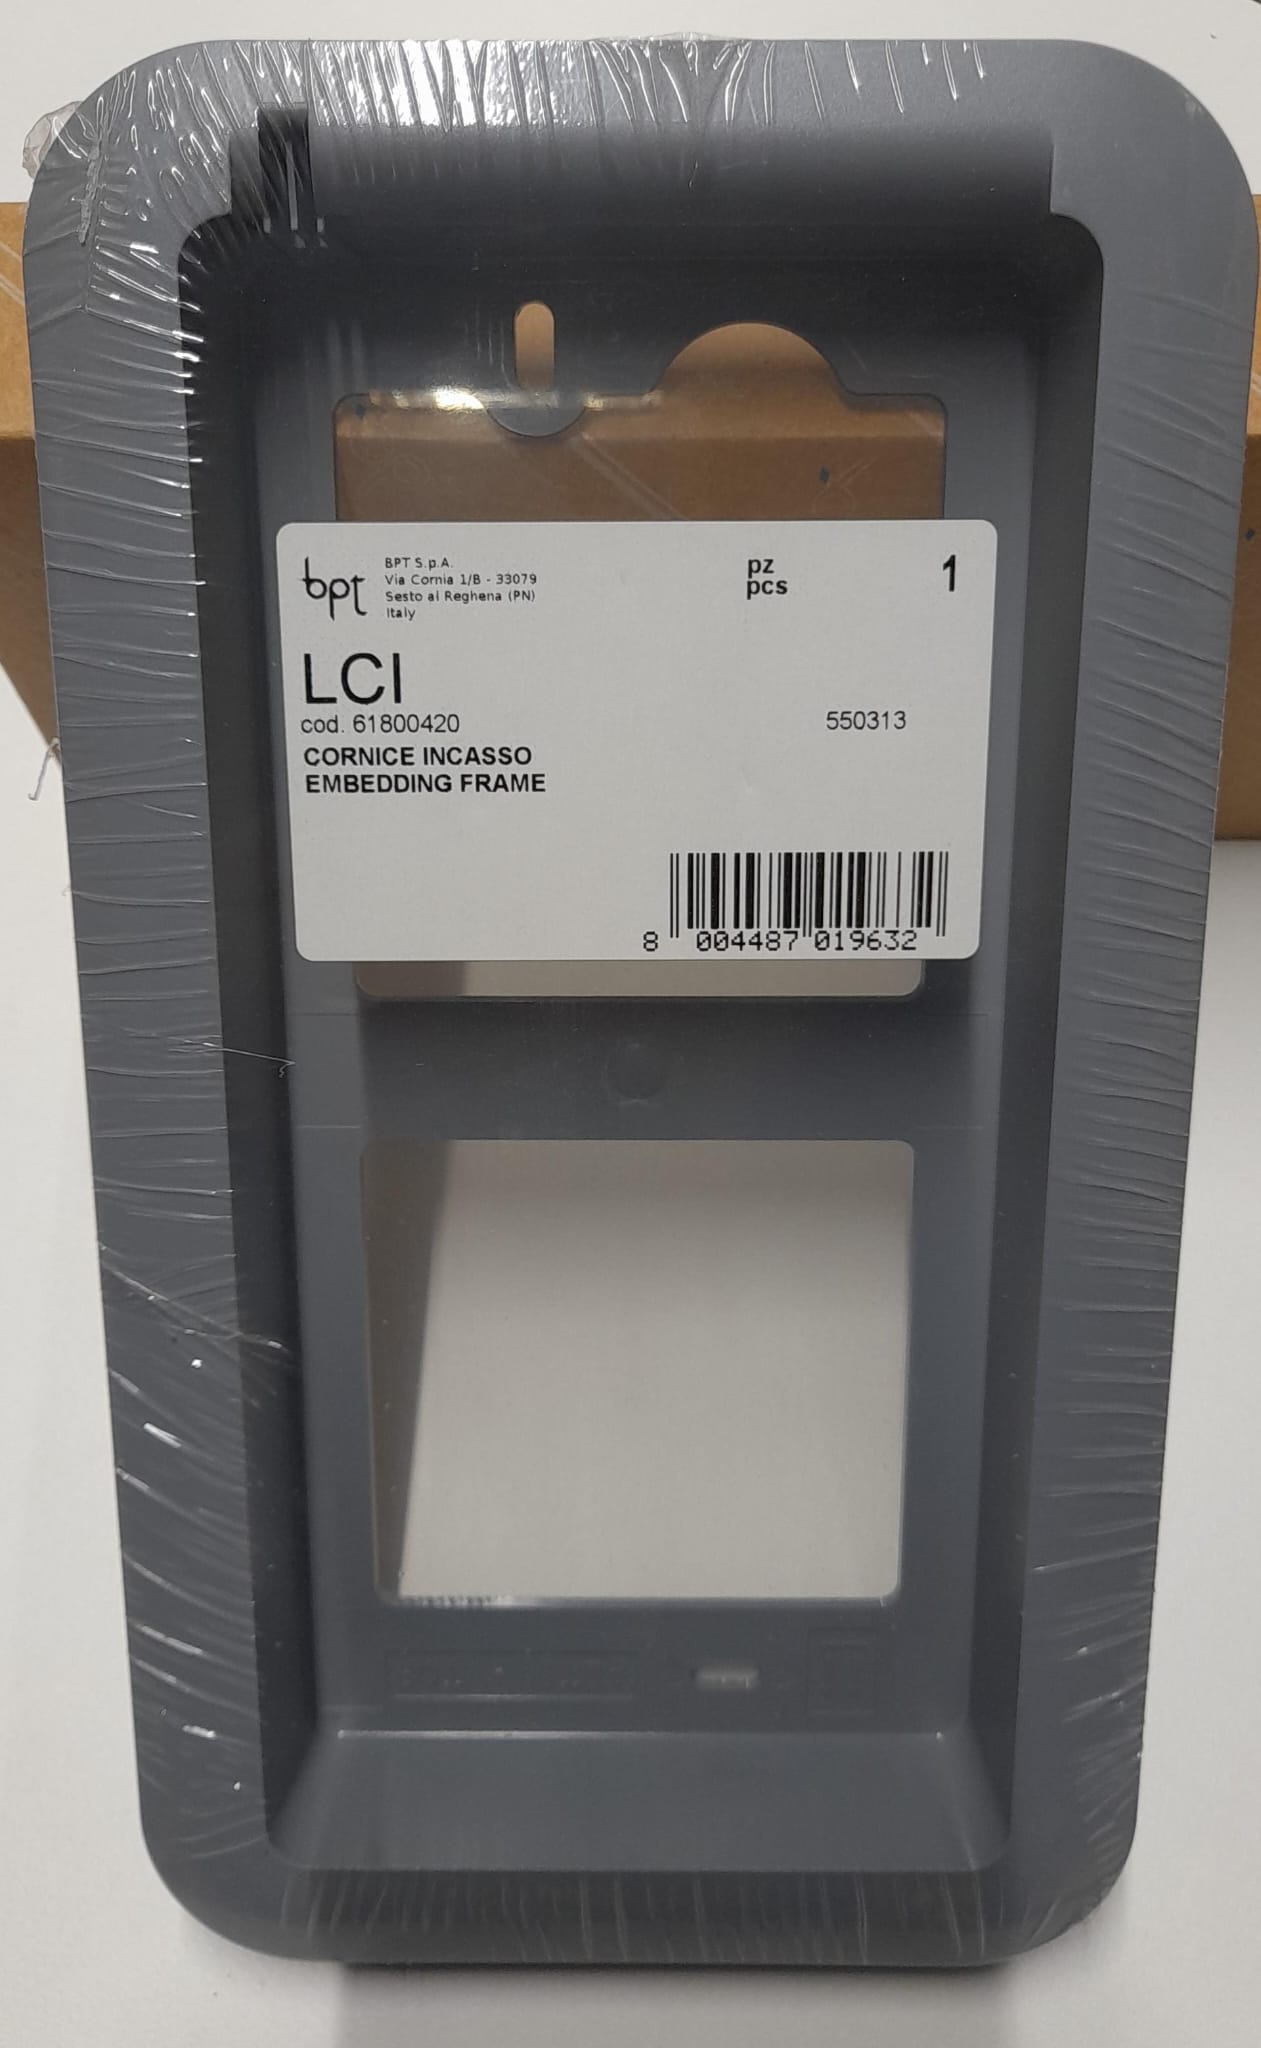 bpt
BPT S.p.A.
Via Cornia 1/B - 33079
Sesto al Reghena (PN)
Italy
pz
pcs
1
LCI
cod. 61800420
550313
CORNICE INCASSO
EMBEDDING FRAME
8 004487 019632